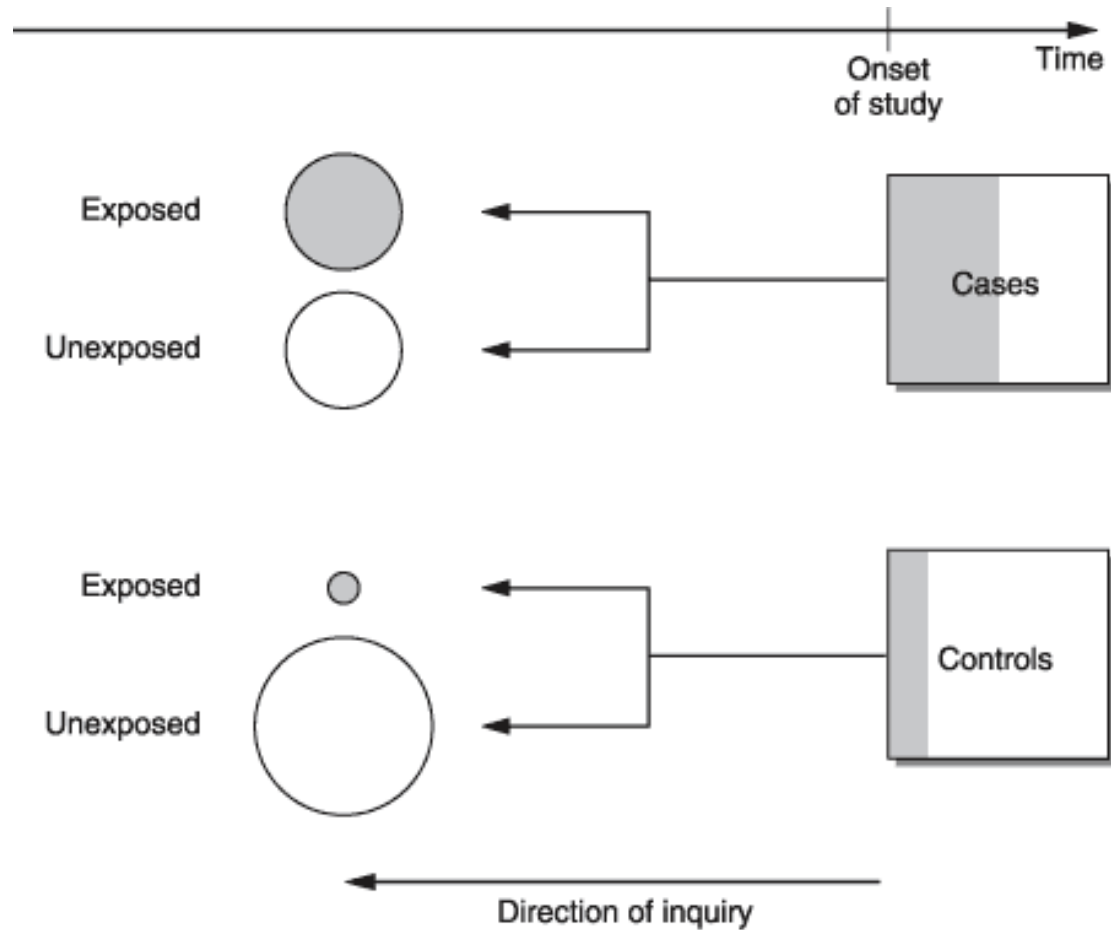 Time
Onset
of study
Exposed
Cases
Unexposed
Exposed
Controls
Unexposed
Direction of inquiry